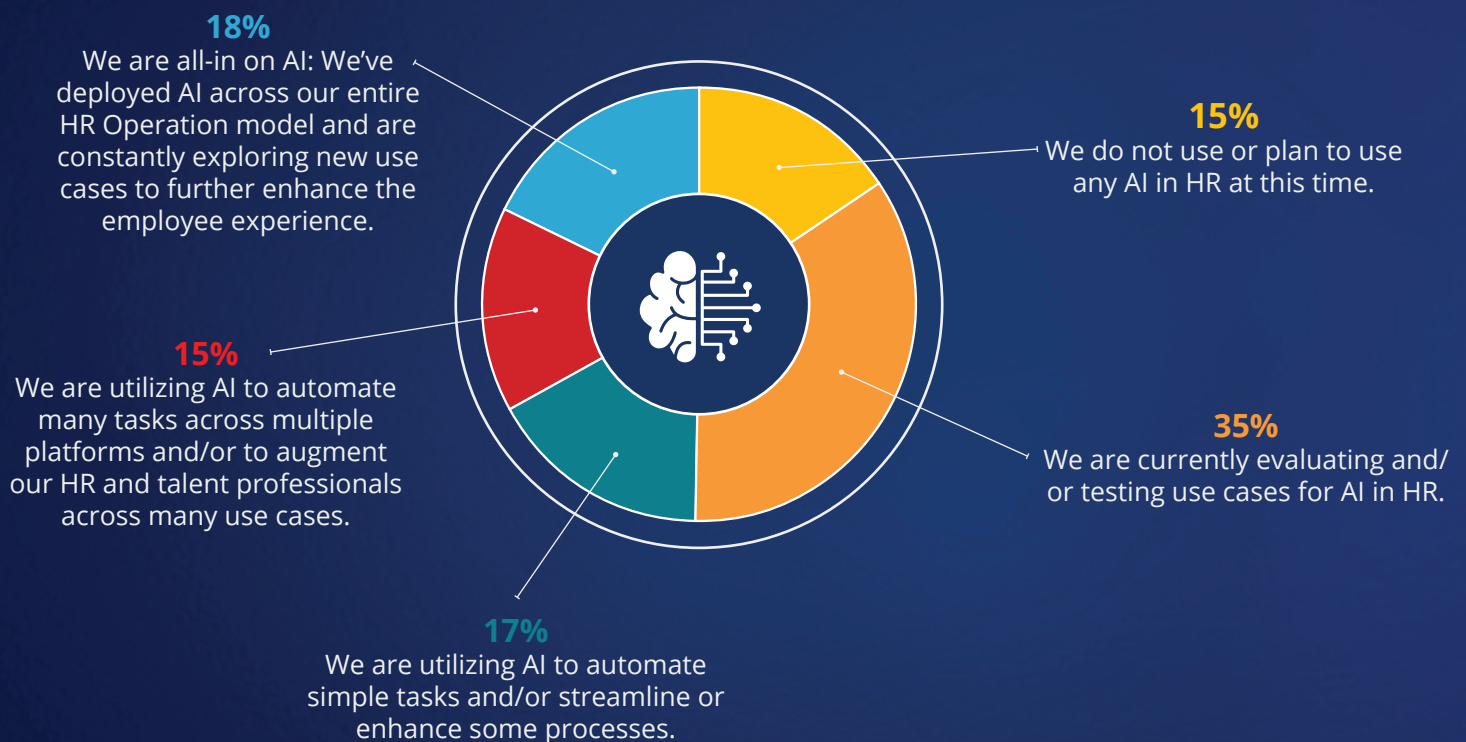 18%
We are all-in on AI: We’ve
deployed AI across our entire
HR Operation model and are
constantly exploring new use
cases to further enhance the
employee experience.
15%
We do not use or plan to use
any AI in HR at this time.
15%
We are utilizing AI to automate
many tasks across multiple
platforms and/or to augment
our HR and talent professionals
across many use cases.
35%
We are currently evaluating and/
or testing use cases for AI in HR.
17%
We are utilizing AI to automate
simple tasks and/or streamline or
enhance some processes.